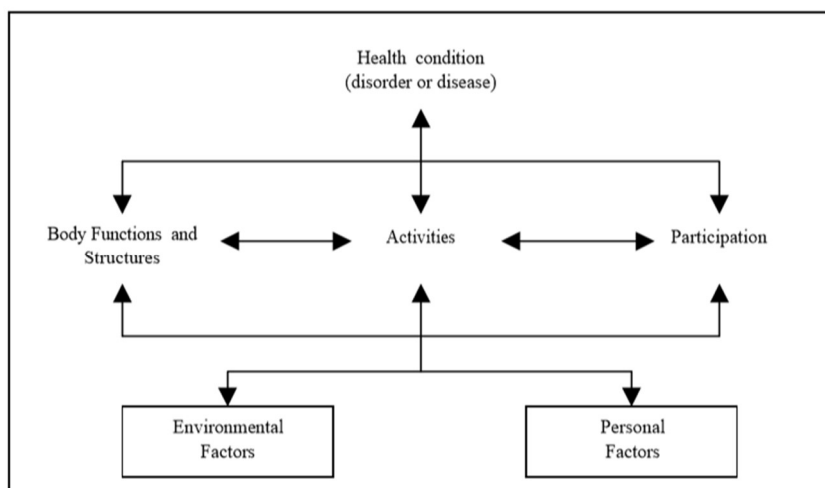 Health condition
(disorder or disease)
Body Functions and
Structures
Activities
Participation
Environmental
Factors
Personal
Factors